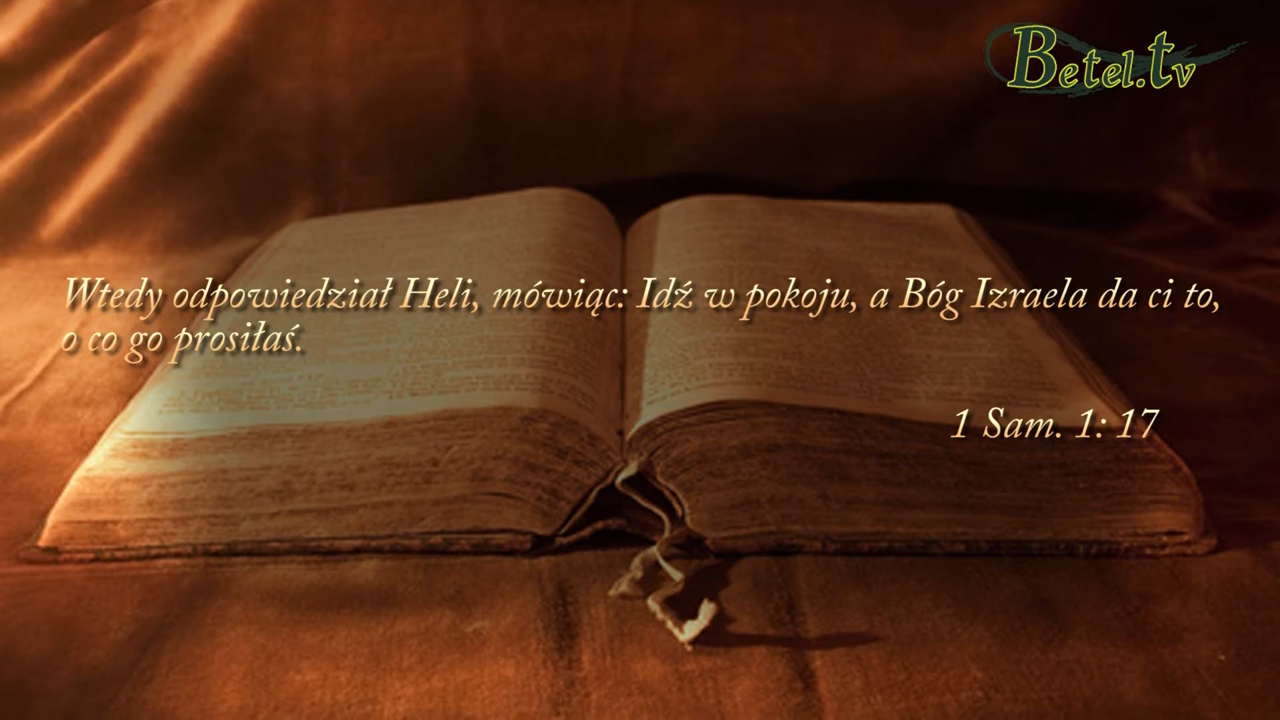 Betel.tv
Wtedy odpowiedział Heli, mówiąc: Idź w pokoju, a Bóg Izraela da ci to,
o co go prosiłaś.
1 Sam. 1: 17